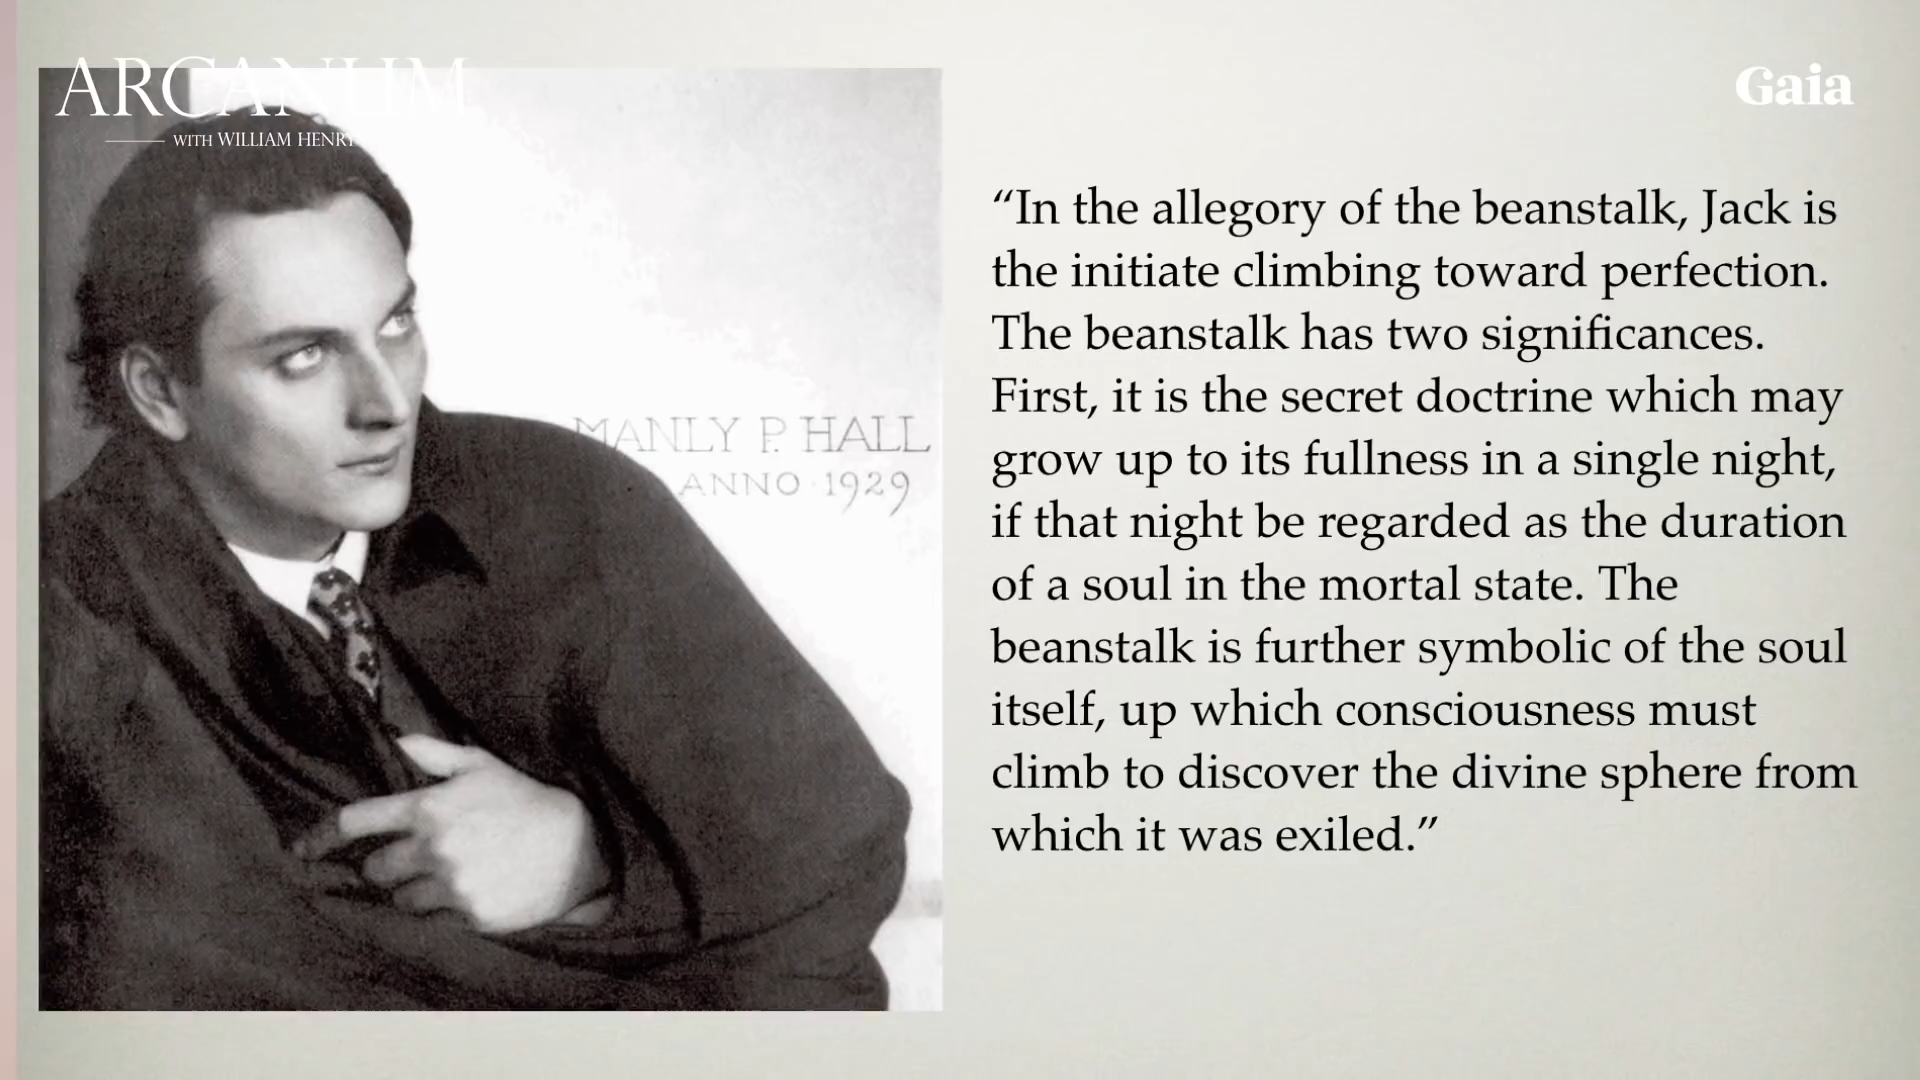 ARCANUM
WITH WILLIAM HENRY
Gaia
MANLY P. HALL
ANNO · 1929
“In the allegory of the beanstalk, Jack is
the initiate climbing toward perfection.
The beanstalk has two significances.
First, it is the secret doctrine which may
grow up to its fullness in a single night,
if that night be regarded as the duration
of a soul in the mortal state. The
beanstalk is further symbolic of the soul
itself, up which consciousness must
climb to discover the divine sphere from
which it was exiled.”